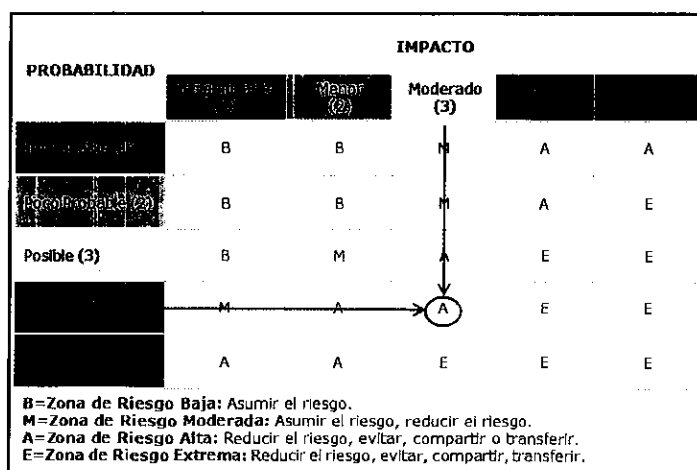 IMPACTO
PROBABILIDAD
Menor (2) Moderado (3)
B B M A A
Poco Probable (2) B B M A E
Posible (3) B M A E E
M A A E E
A A E E E
B=Zona de Riesgo Baja: Asumir el riesgo.
M=Zona de Riesgo Moderada: Asumir el riesgo, reducir el riesgo.
A=Zona de Riesgo Alta: Reducir el riesgo, evitar, compartir o transferir.
E=Zona de Riesgo Extrema: Reducir el riesgo, evitar, compartir, transferir.